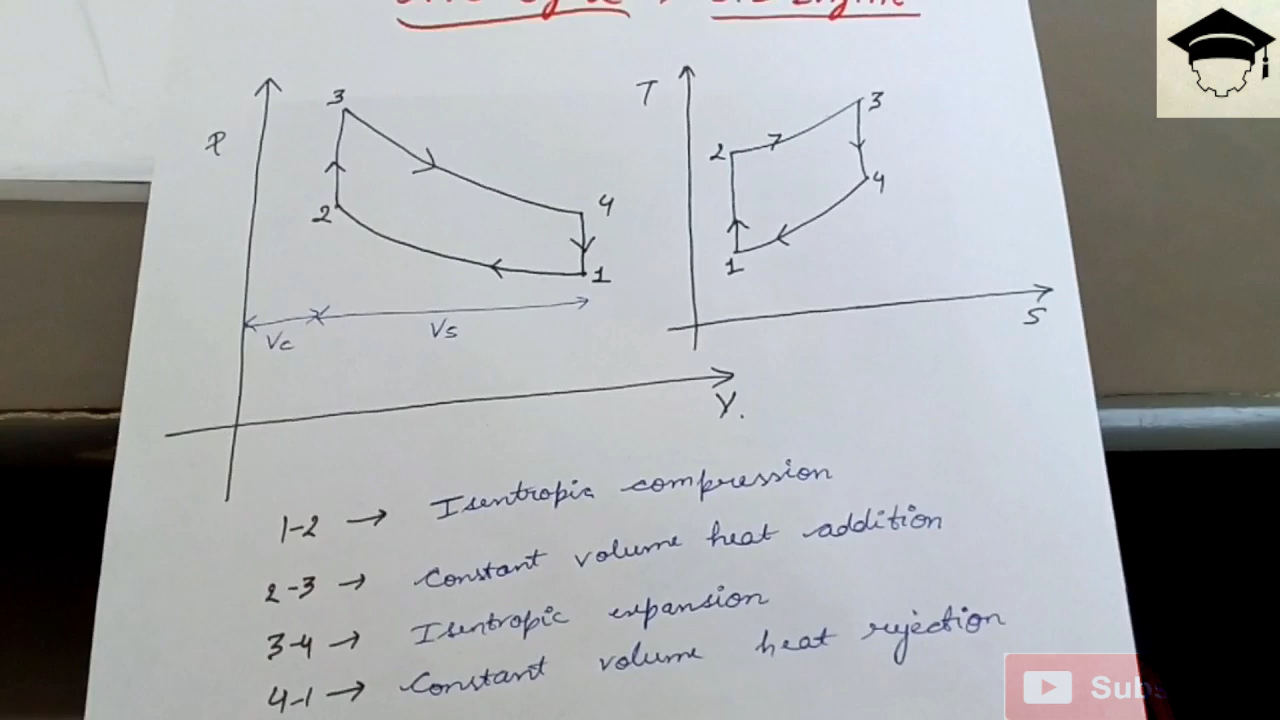 P
3
2
4
1
Vc
Vs
V.
T
2
3
4
1
S
1-2 → Isentropic compression
2-3 → Constant volume heat addition
3-4 → Isentropic expansion
4-1 → Constant volume heat rejection
Subs